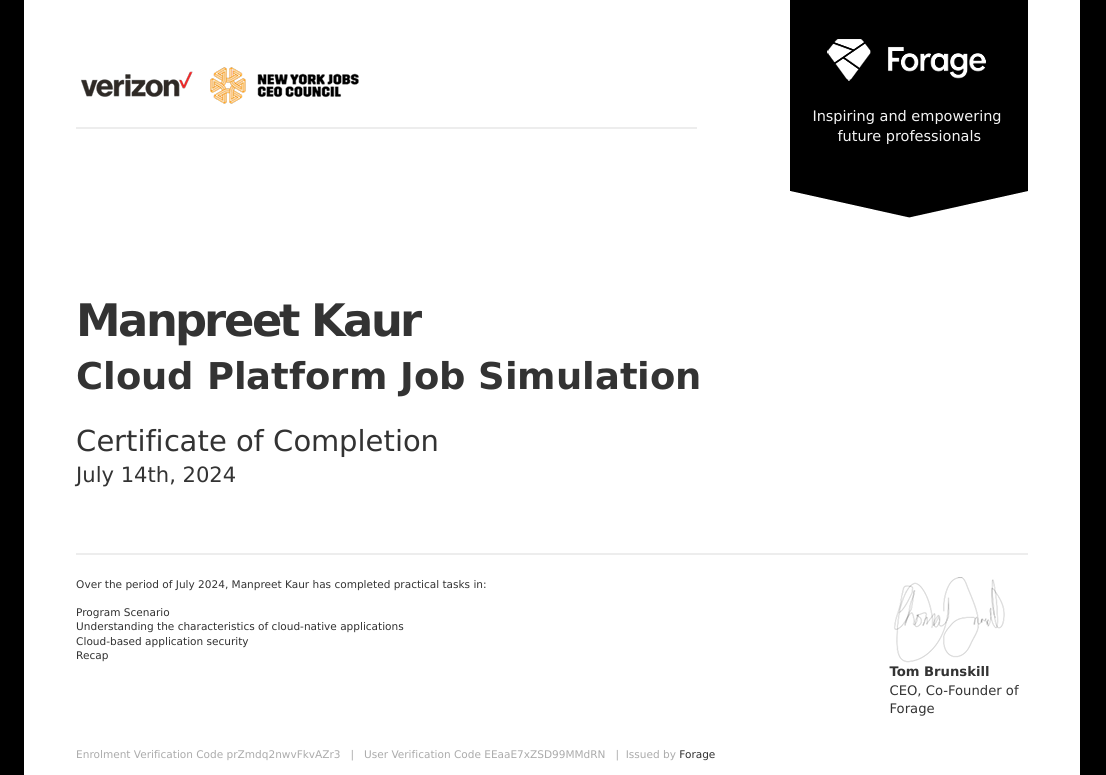 verizon
NEW YORK JOBS
CEO COUNCIL
Forage
Inspiring and empowering
future professionals
Manpreet Kaur
Cloud Platform Job Simulation
Certificate of Completion
July 14th, 2024
Over the period of July 2024, Manpreet Kaur has completed practical tasks in:
Program Scenario
Understanding the characteristics of cloud-native applications
Cloud-based application security
Recap
Tom Brunskill
CEO, Co-Founder of
Forage
Enrolment Verification Code prZmdq2nwvFkvAZr3 | User Verification Code EEaaE7xZSD99MMdRN | Issued by Forage